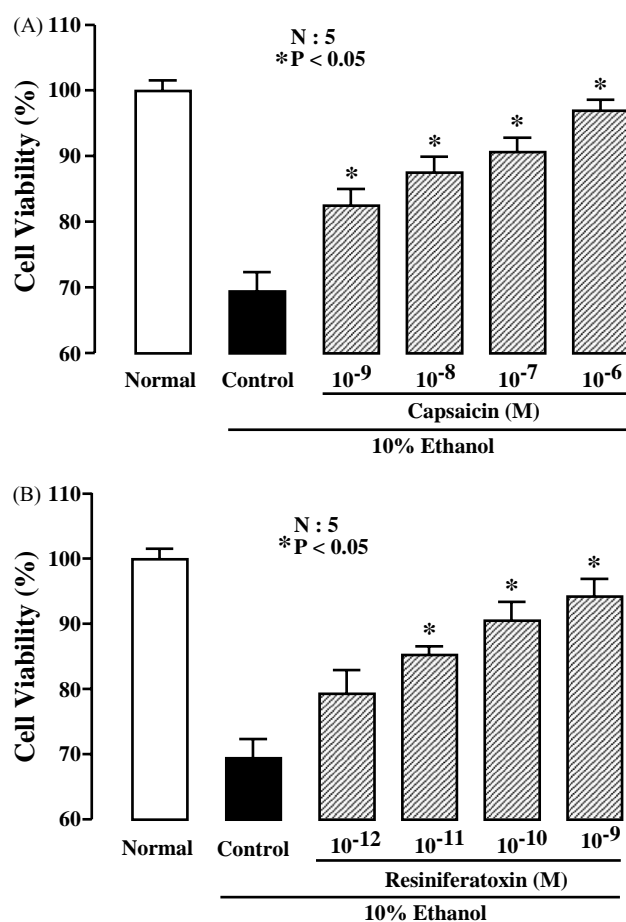 (A)
110
100
90
80
70
60
Cell Viability (%)
N : 5
*P < 0.05
* * * *
Normal Control 10-9 10-8 10-7 10-6
Capsaicin (M)
10% Ethanol
(B)
110
100
90
80
70
60
Cell Viability (%)
N : 5
*P < 0.05
* * *
Normal Control 10-12 10-11 10-10 10-9
Resiniferatoxin (M)
10% Ethanol